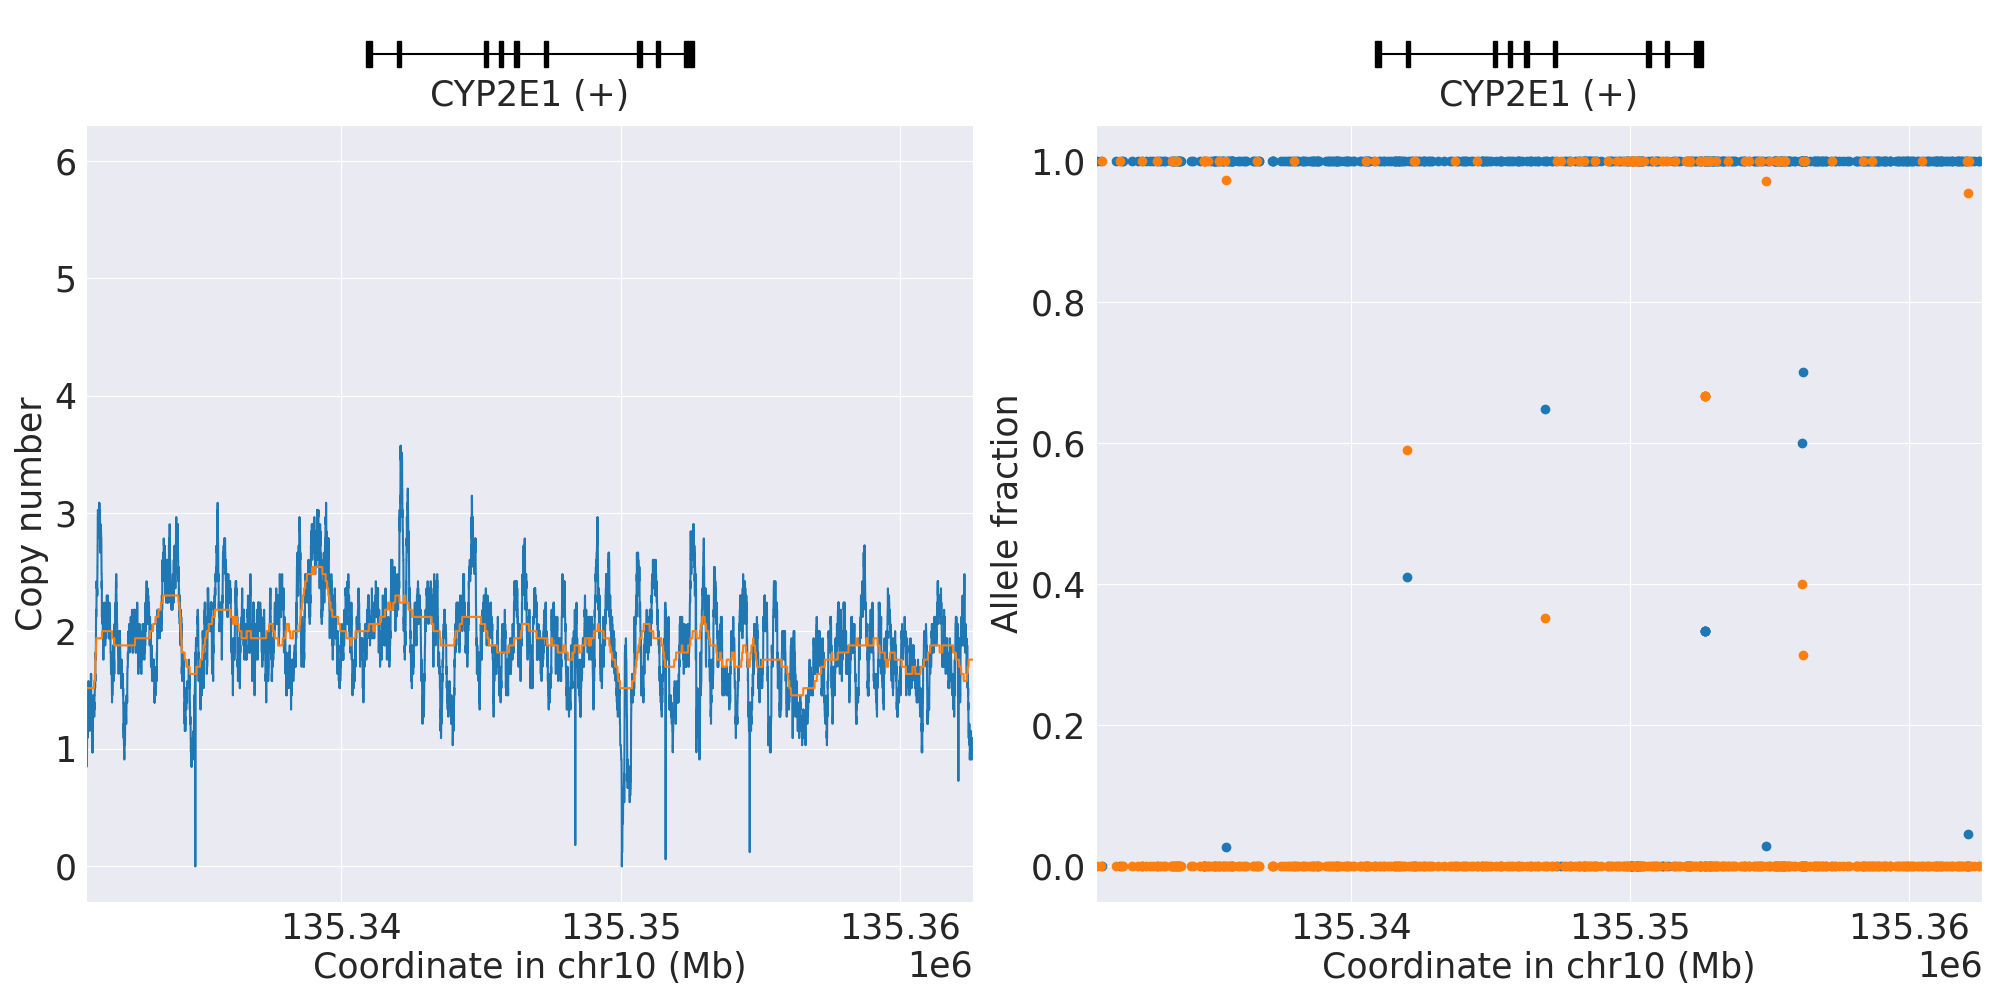 CYP2E1 (+)
CYP2E1 (+)
Copy number
6
5
4
3
2
1
0
135.34
135.35
135.36
Coordinate in chr10 (Mb)
1e6
Allele fraction
1.0
0.8
0.6
0.4
0.2
0.0
135.34
135.35
135.36
Coordinate in chr10 (Mb)
1e6